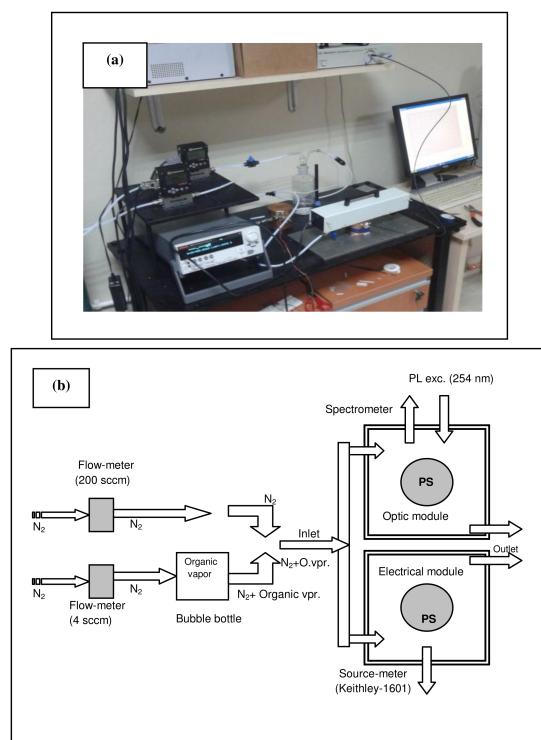 (a)
(b)
PL exc. (254 nm)
Spectrometer
PS
Optic module
Flow-meter
(200 sccm)
N2
N2
N2
Inlet
N2+O.vpr.
Outlet
Organic
vapor
N2
N2
N2+ Organic vpr.
Flow-meter
(4 sccm)
Bubble bottle
Electrical module
PS
Source-meter
(Keithley-1601)